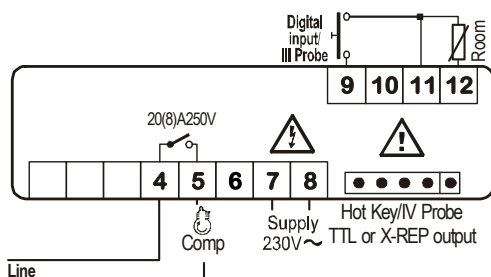 Digital
input/
III Probe
Room
9 10 11 12
20(8)A250V
4 5 6 7 8
Comp
Supply
230V~
Hot Key/IV Probe
TTL or X-REP output
Line